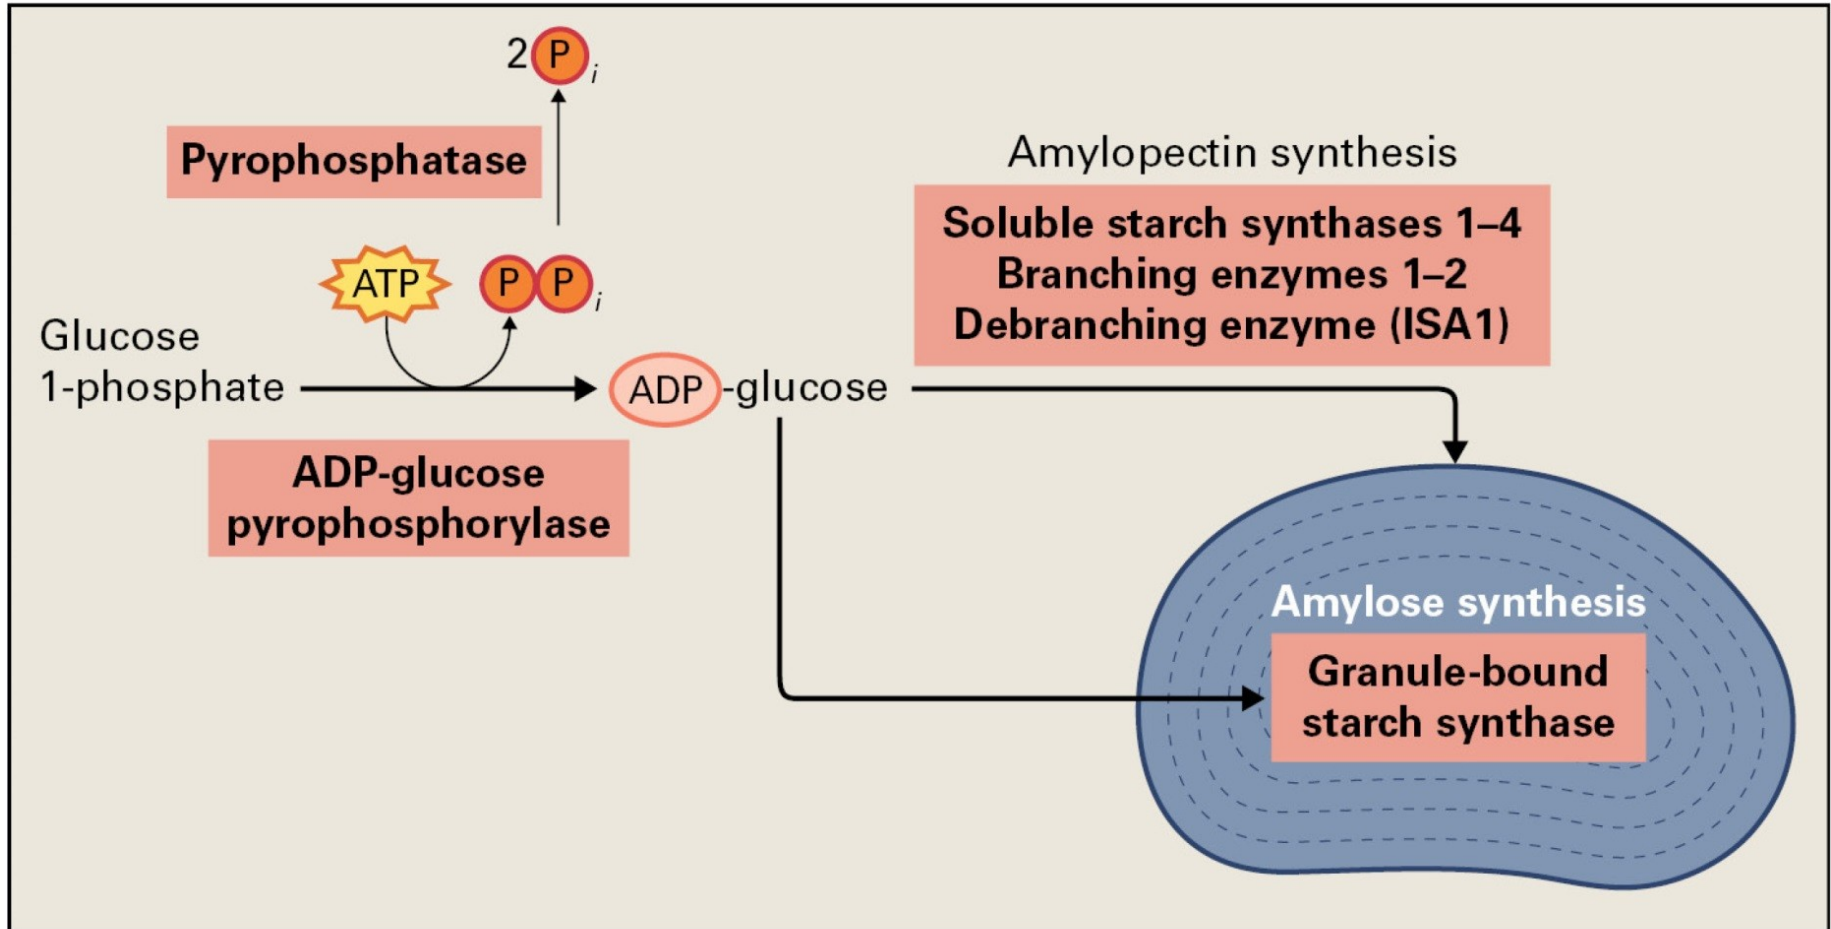 2 P i
Pyrophosphatase
ATP
P P i
Glucose
1-phosphate
ADP -glucose
ADP-glucose
pyrophosphorylase
Amylopectin synthesis
Soluble starch synthases 1–4
Branching enzymes 1–2
Debranching enzyme (ISA1)
Amylose synthesis
Granule-bound
starch synthase